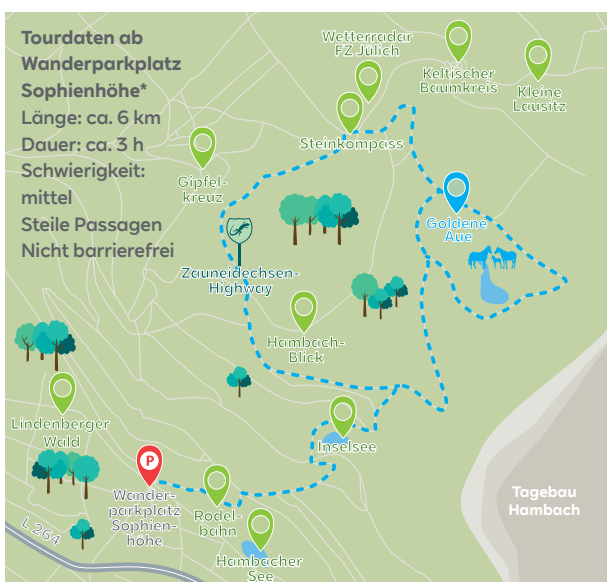 Tourdaten ab
Wanderparkplatz
Sophienhöhe*
Länge: ca. 6 km
Dauer: ca. 3 h
Schwierigkeit:
mittel
Steile Passagen
Nicht barrierefrei
Wetterradar
FZ Jülich
Keltischer
Baumkreis
Kleine
Lausitz
Steinkompass
Gipfel-
kreuz
Goldene
Aue
Zauneidechsen-
Highway
Hambach-
Blick
Lindenberger
Wald
Inselsee
P
Wander-
parkplatz
Sophien-
höhe
Rodel-
bahn
Hambacher
See
Tagebau
Hambach
L 264